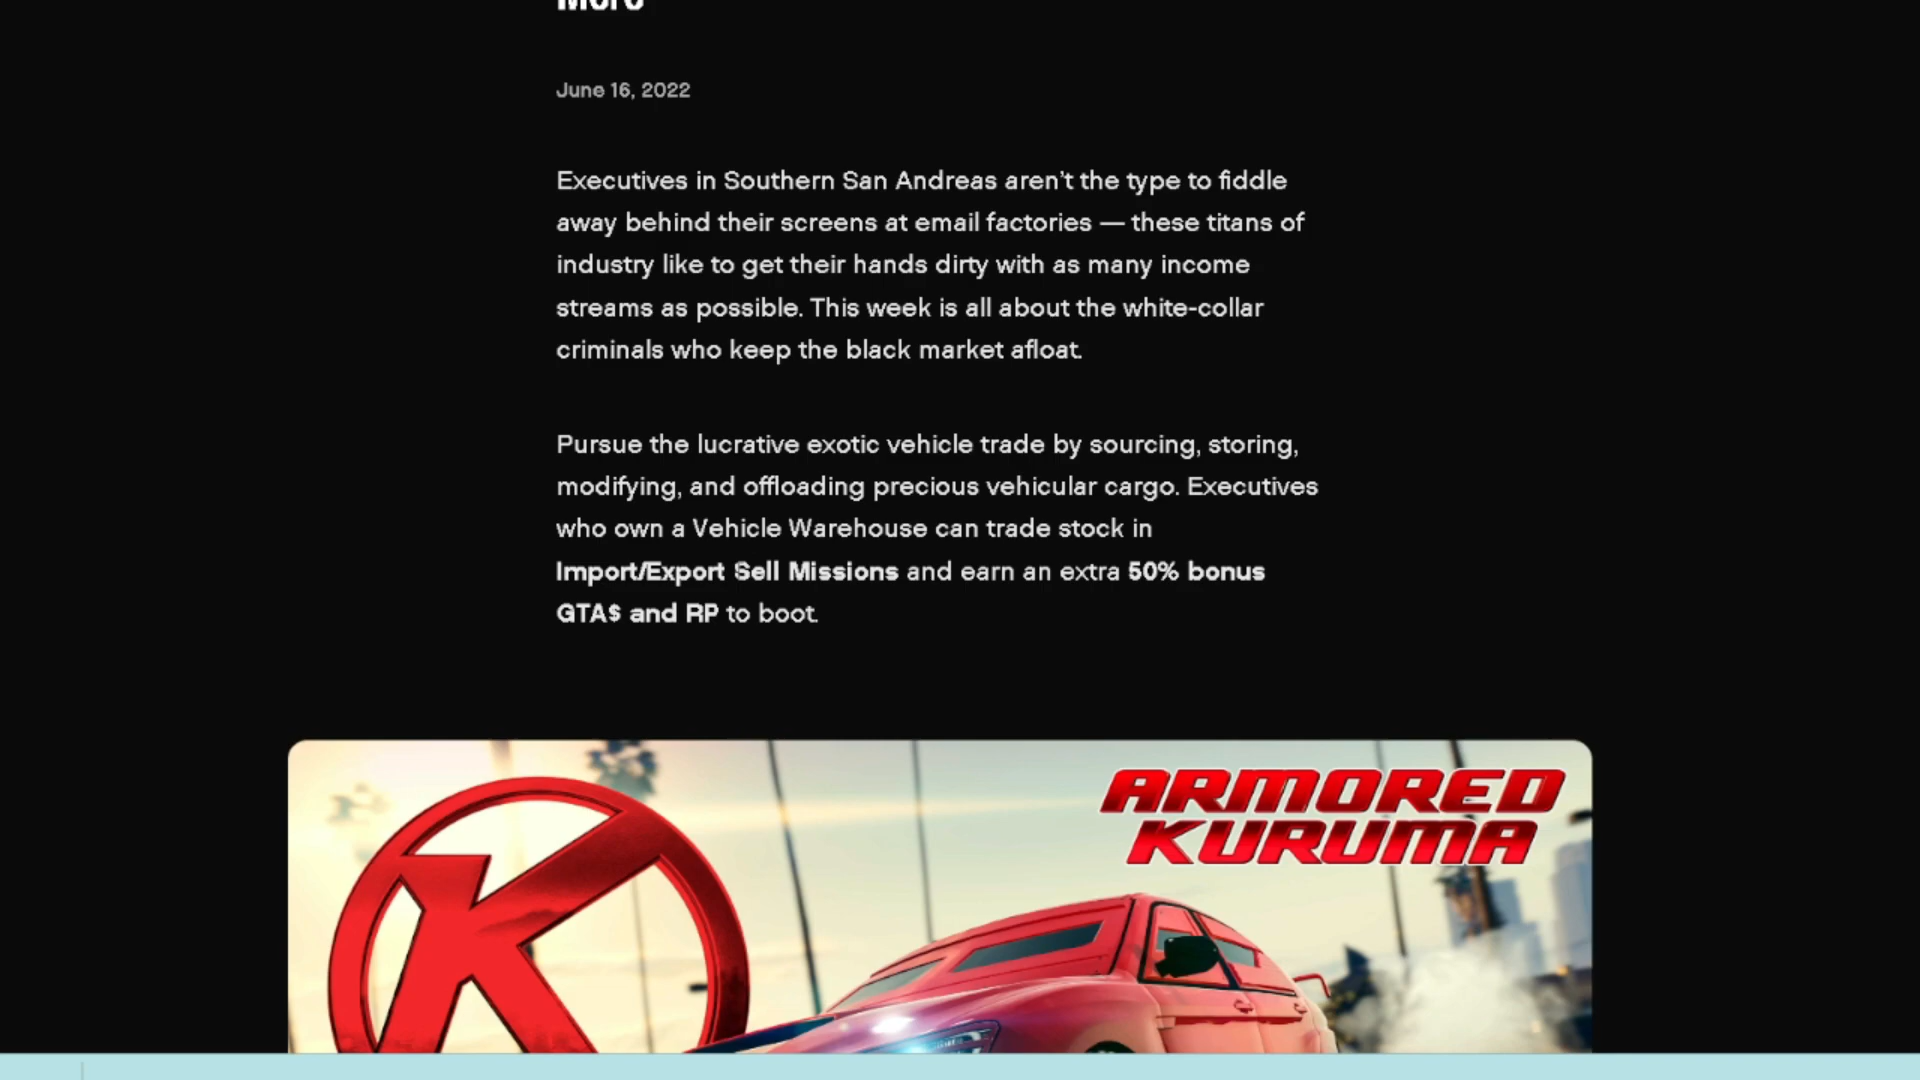 More
June 16, 2022
Executives in Southern San Andreas aren't the type to fiddle
away behind their screens at email factories — these titans of
industry like to get their hands dirty with as many income
streams as possible. This week is all about the white-collar
criminals who keep the black market afloat.
Pursue the lucrative exotic vehicle trade by sourcing, storing,
modifying, and offloading precious vehicular cargo. Executives
who own a Vehicle Warehouse can trade stock in
Import/Export Sell Missions and earn an extra 50% bonus
GTA$ and RP to boot.
ARMORED
KURUMA
K